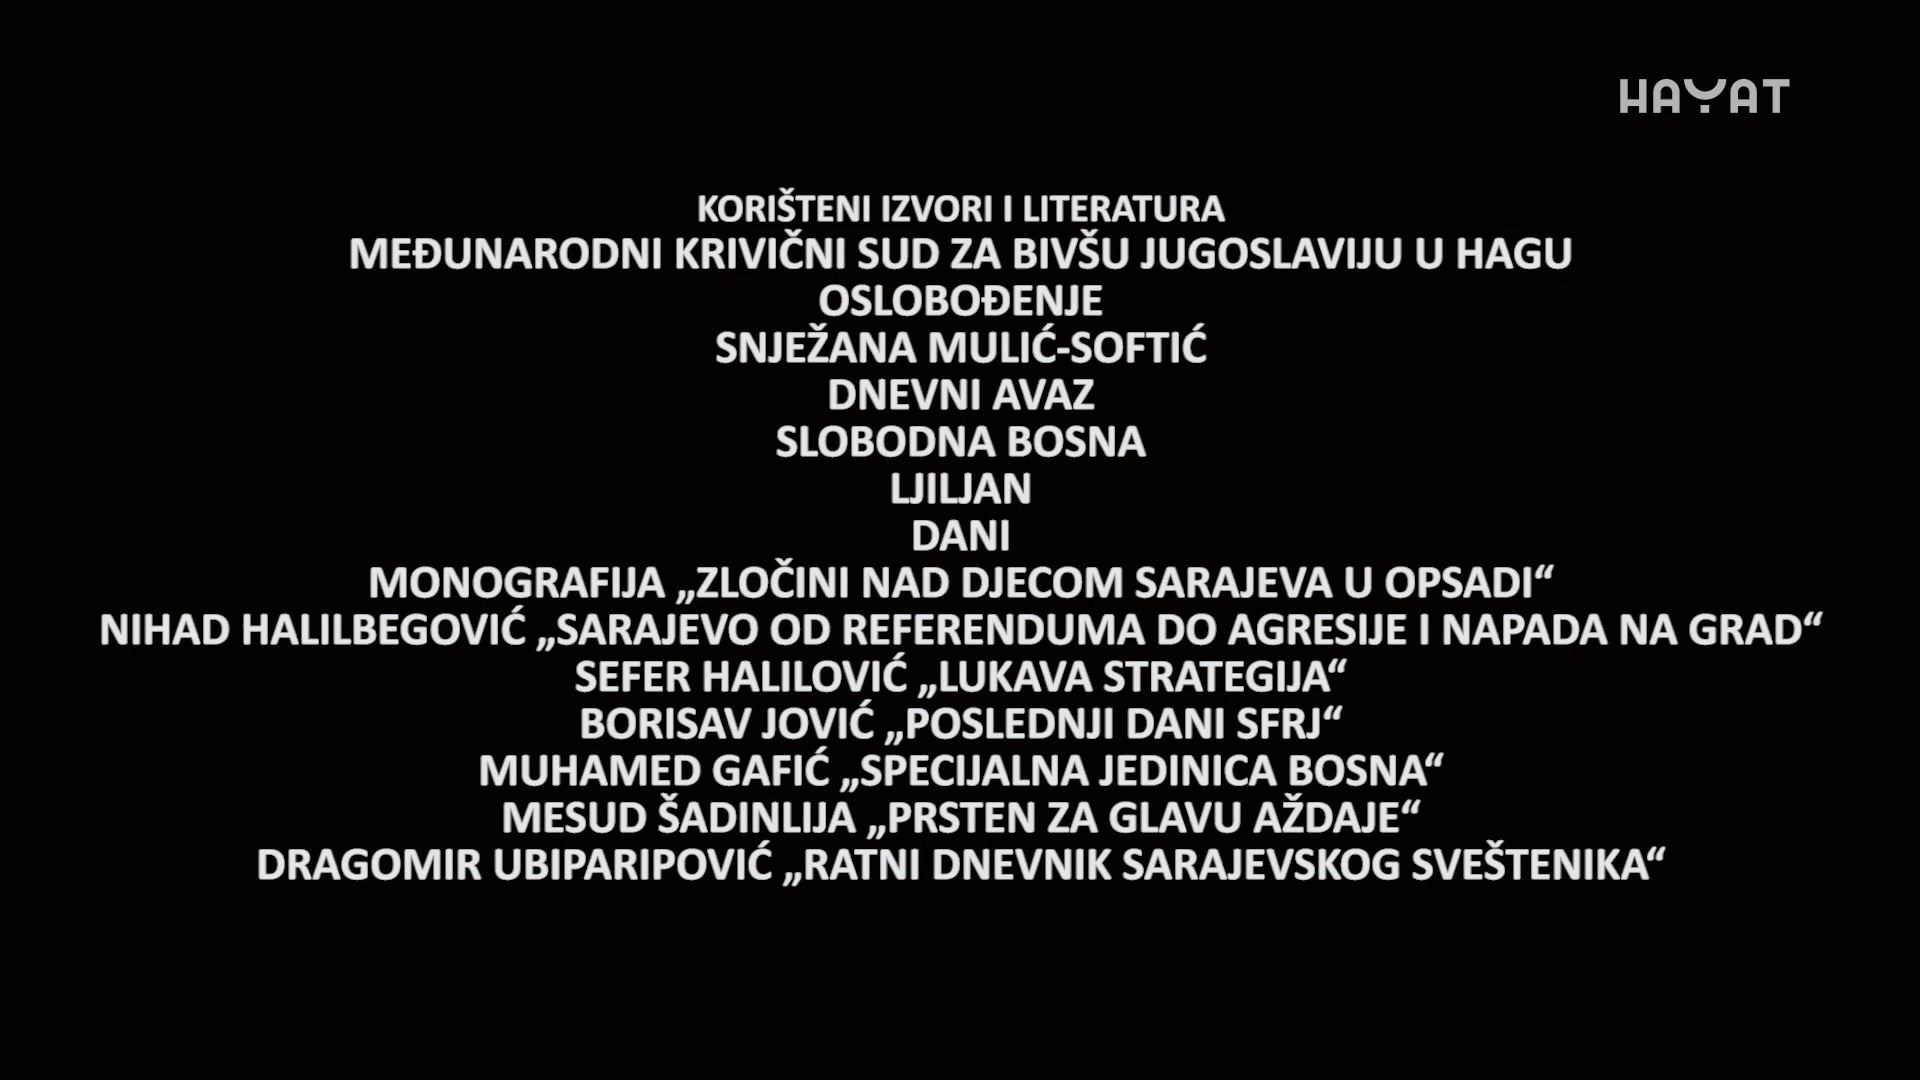 HAYAT
KORIŠTENI IZVORI I LITERATURA
MEĐUNARODNI KRIVIČNI SUD ZA BIVŠU JUGOSLAVIJU U HAGU
OSLOBOĐENJE
SNJEŽANA MULIĆ-SOFTIĆ
DNEVNI AVAZ
SLOBODNA BOSNA
LJILJAN
DANI
MONOGRAFIJA „ZLOČINI NAD DJECOM SARAJEVA U OPSADI“
NIHAD HALILBEGOVIĆ „SARAJEVO OD REFERENDUMA DO AGRESIJE I NAPADA NA GRAD“
SEFER HALILOVIĆ „LUKAVA STRATEGIJA“
BORISAV JOVIĆ „POSLEDNJI DANI SFRJ“
MUHAMED GAFIĆ „SPECIJALNA JEDINICA BOSNA“
MESUD ŠADINLIJA „PRSTEN ZA GLAVU AŽDAJE“
DRAGOMIR UBIPARIPOVIĆ „RATNI DNEVNIK SARAJEVSKOG SVEŠTENIKA“